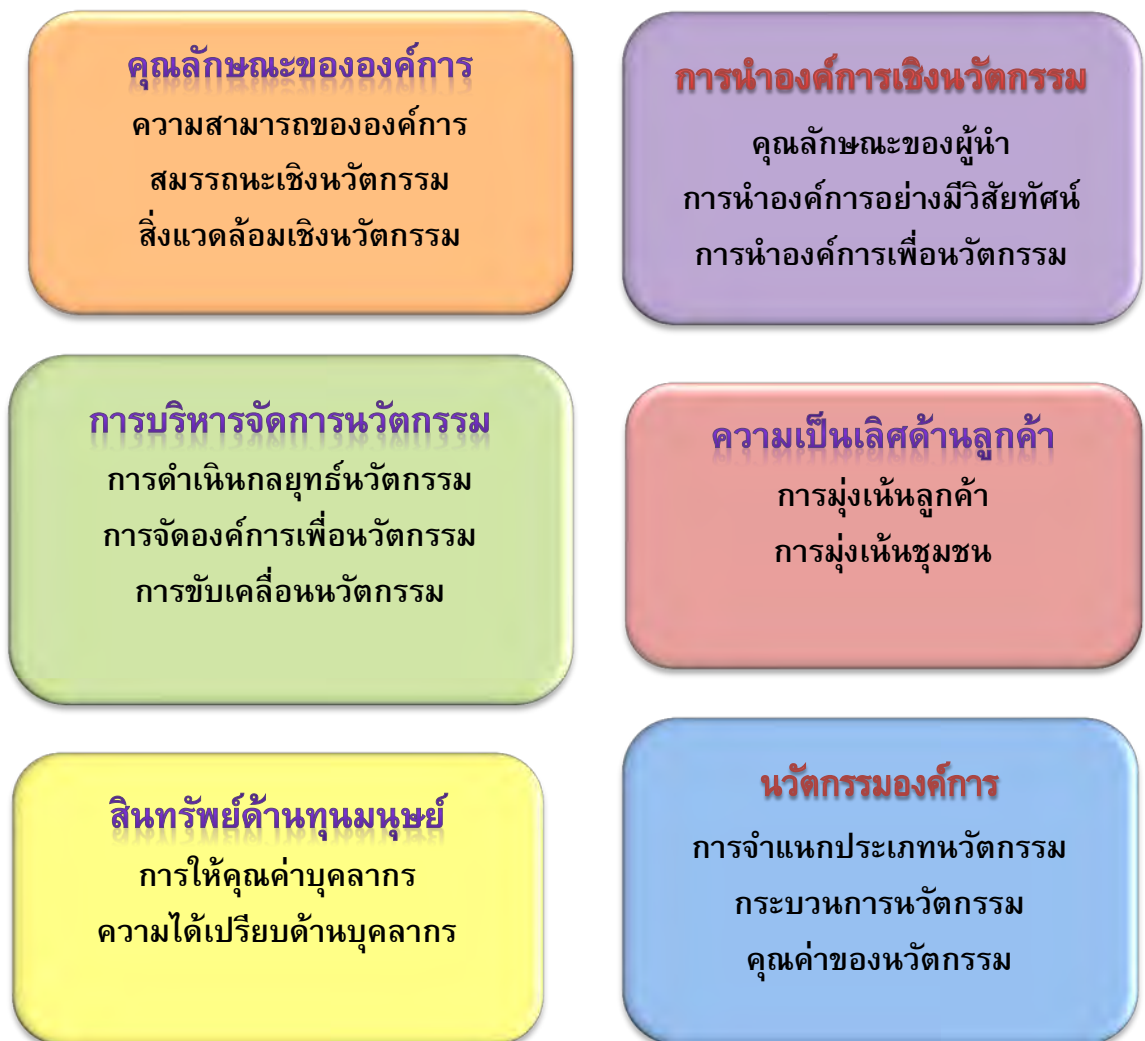 คุณลักษณะขององค์การ
ความสามารถขององค์การ
สมรรถนะเชิงนวัตกรรม
สิ่งแวดล้อมเชิงนวัตกรรม
การนำองค์การเชิงนวัตกรรม
คุณลักษณะของผู้นำ
การนำองค์การอย่างมีวิสัยทัศน์
การนำองค์การเพื่อนวัตกรรม
การบริหารจัดการนวัตกรรม
การดำเนินกลยุทธ์นวัตกรรม
การจัดองค์การเพื่อนวัตกรรม
การขับเคลื่อนนวัตกรรม
ความเป็นเลิศด้านลูกค้า
การมุ่งเน้นลูกค้า
การมุ่งเน้นชุมชน
สินทรัพย์ด้านทุนมนุษย์
การให้คุณค่าบุคลากร
ความได้เปรียบด้านบุคลากร
นวัตกรรมองค์การ
การจำแนกประเภทนวัตกรรม
กระบวนการนวัตกรรม
คุณค่าของนวัตกรรม